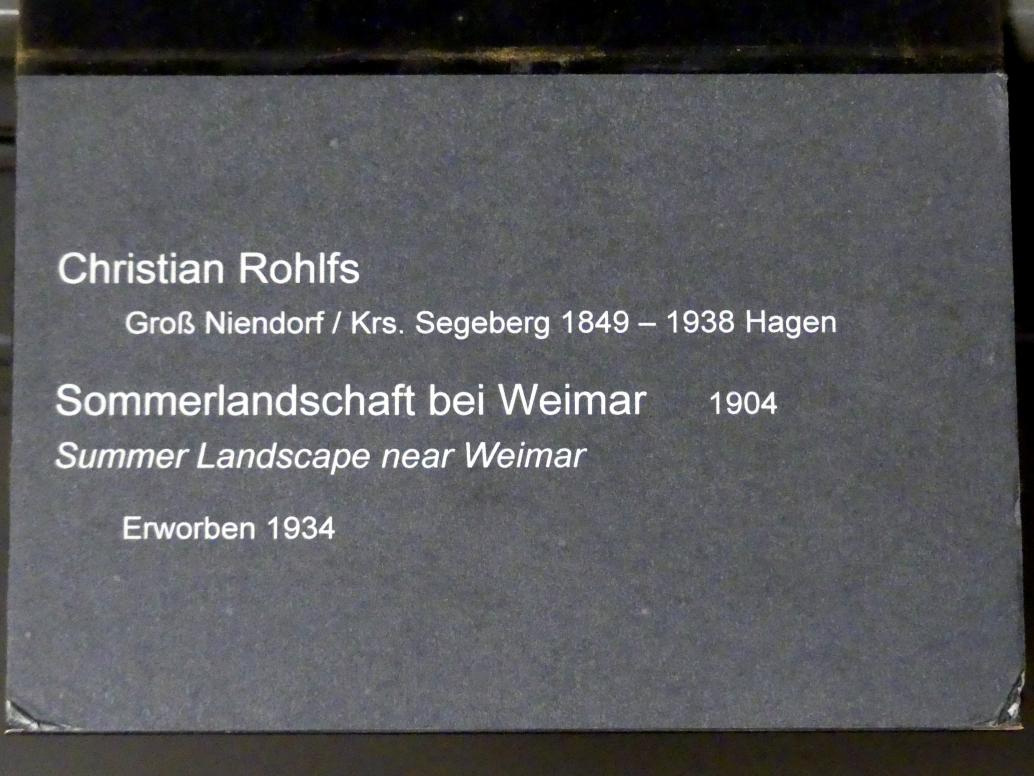 Christian Rohlfs
Groß Niendorf / Krs. Segeberg 1849 – 1938 Hagen
Sommerlandschaft bei Weimar 1904
Summer Landscape near Weimar
Erworben 1934